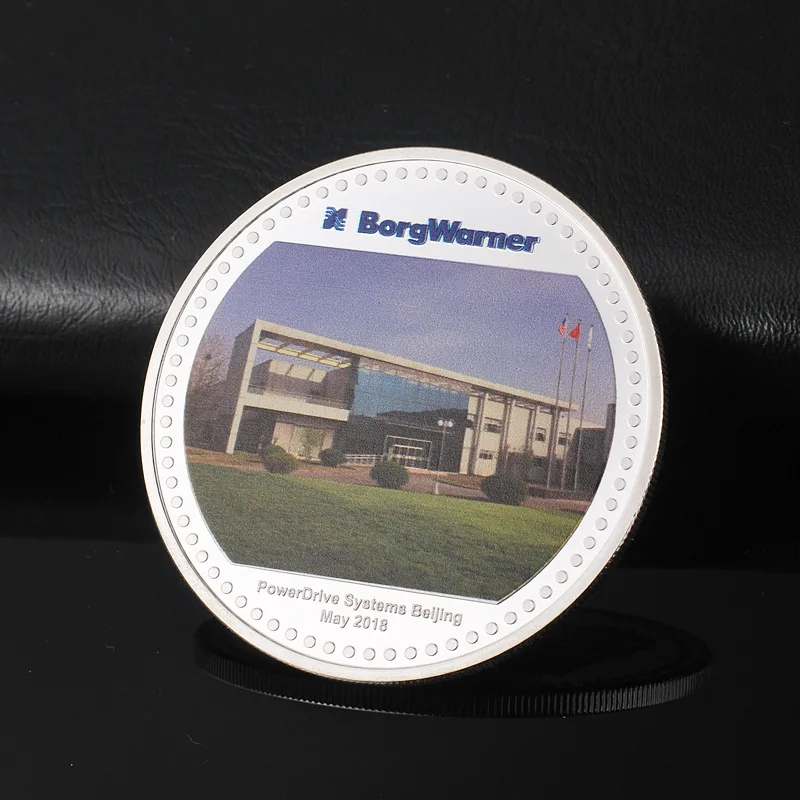 BorgWarner
PowerDrive Systems Beijing
May 2018